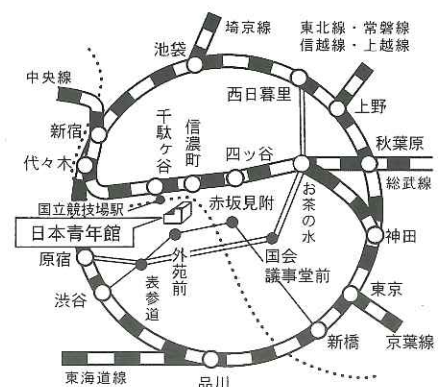 埼京線
東北線・常磐線
信越線・上越線
池袋
中央線
西日暮里
上野
新宿
千駄ヶ谷
信濃町
秋葉原
代々木
四ツ谷
総武線
お茶の水
国立競技場駅
赤坂見附
日本青年館
神田
原宿
外苑前
国会
議事堂前
表参道
渋谷
東京
新橋
京葉線
東海道線
品川